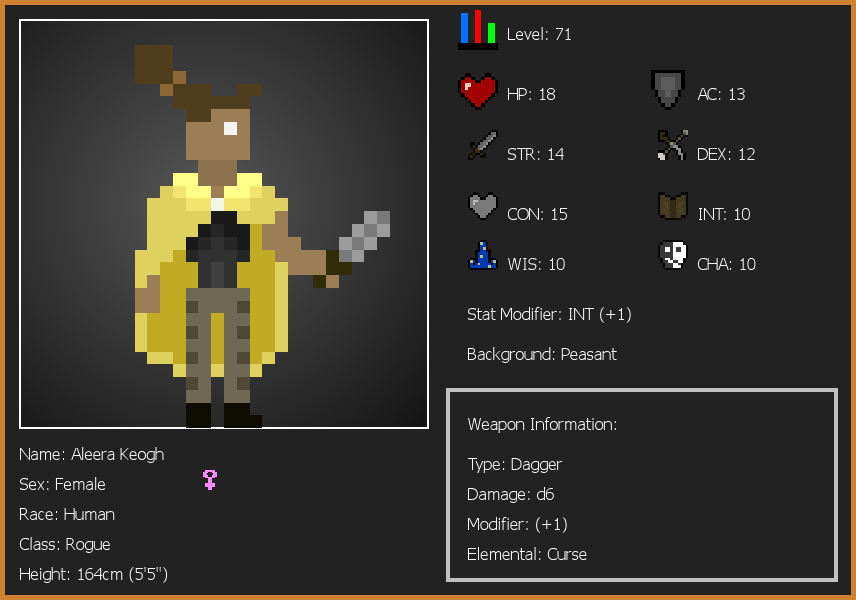 Level: 71
HP: 18
AC: 13
STR: 14
DEX: 12
CON: 15
INT: 10
WIS: 10
CHA: 10
Stat Modifier: INT (+1)
Background: Peasant
Weapon Information:
Type: Dagger
Damage: d6
Modifier: (+1)
Elemental: Curse
Name: Aleera Keogh
Sex: Female
Race: Human
Class: Rogue
Height: 164cm (5'5")